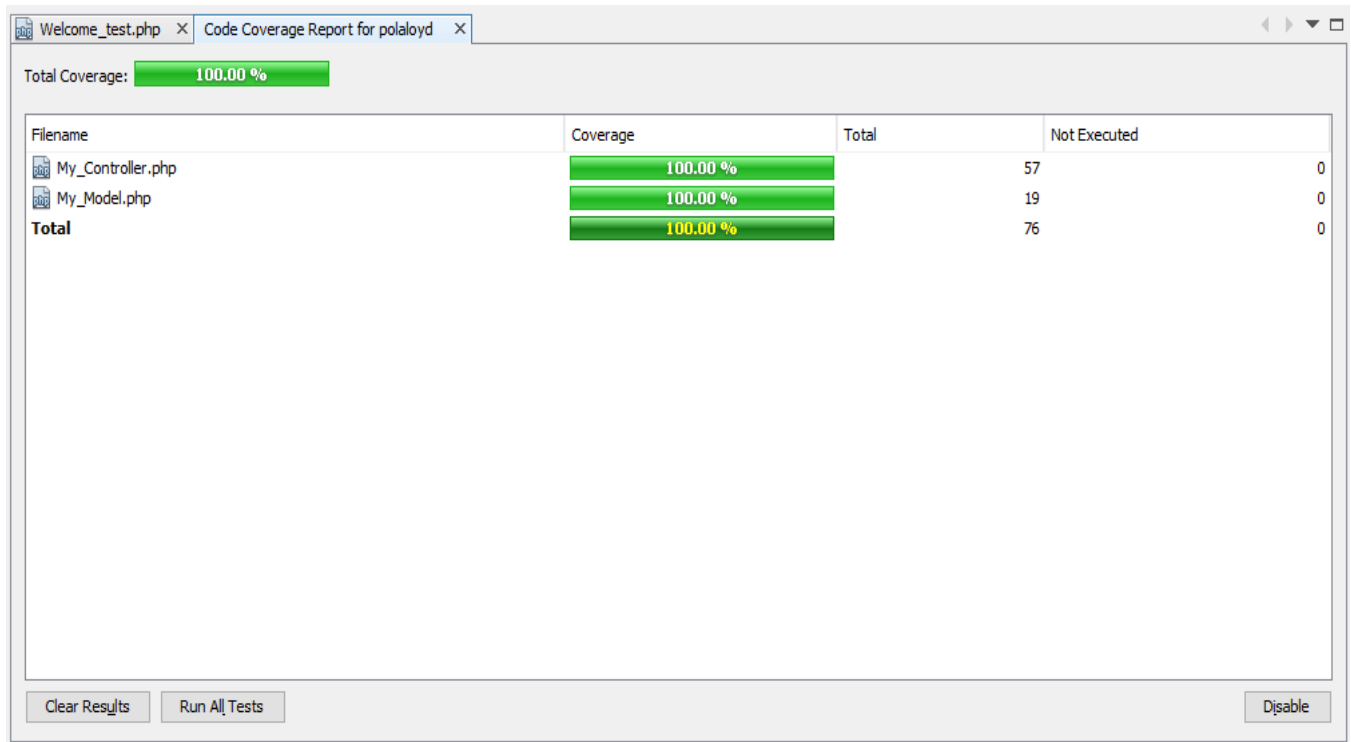 Welcome_test.php Code Coverage Report for polaloyd
Total Coverage: 100.00 %
Filename Coverage Total Not Executed
php My_Controller.php 100.00 % 57 0
php My_Model.php 100.00 % 19 0
Total 100.00 % 76 0
Clear Results Run All Tests Disable